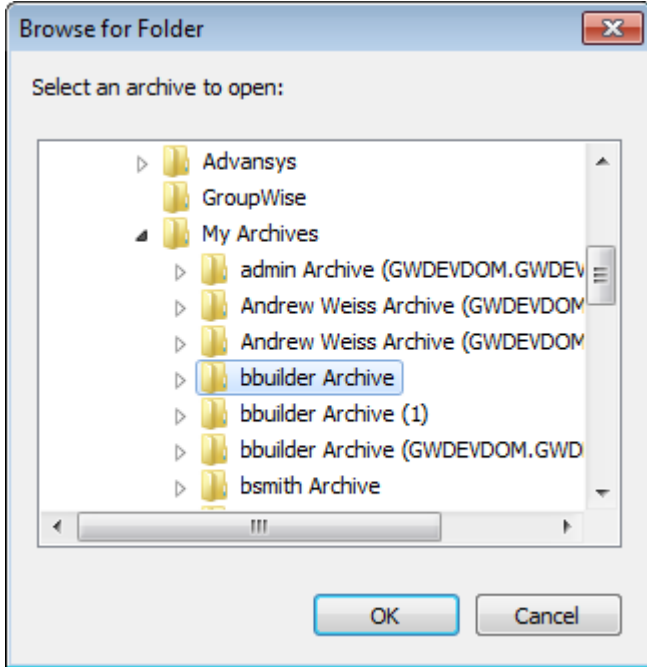 Browse for Folder
Select an archive to open:
Advansys
GroupWise
My Archives
admin Archive (GWDEVDOM.GWDEV
Andrew Weiss Archive (GWDEVDOM
Andrew Weiss Archive (GWDEVDOM
bbuilder Archive
bbuilder Archive (1)
bbuilder Archive (GWDEVDOM.GWD
bsmith Archive
OK Cancel